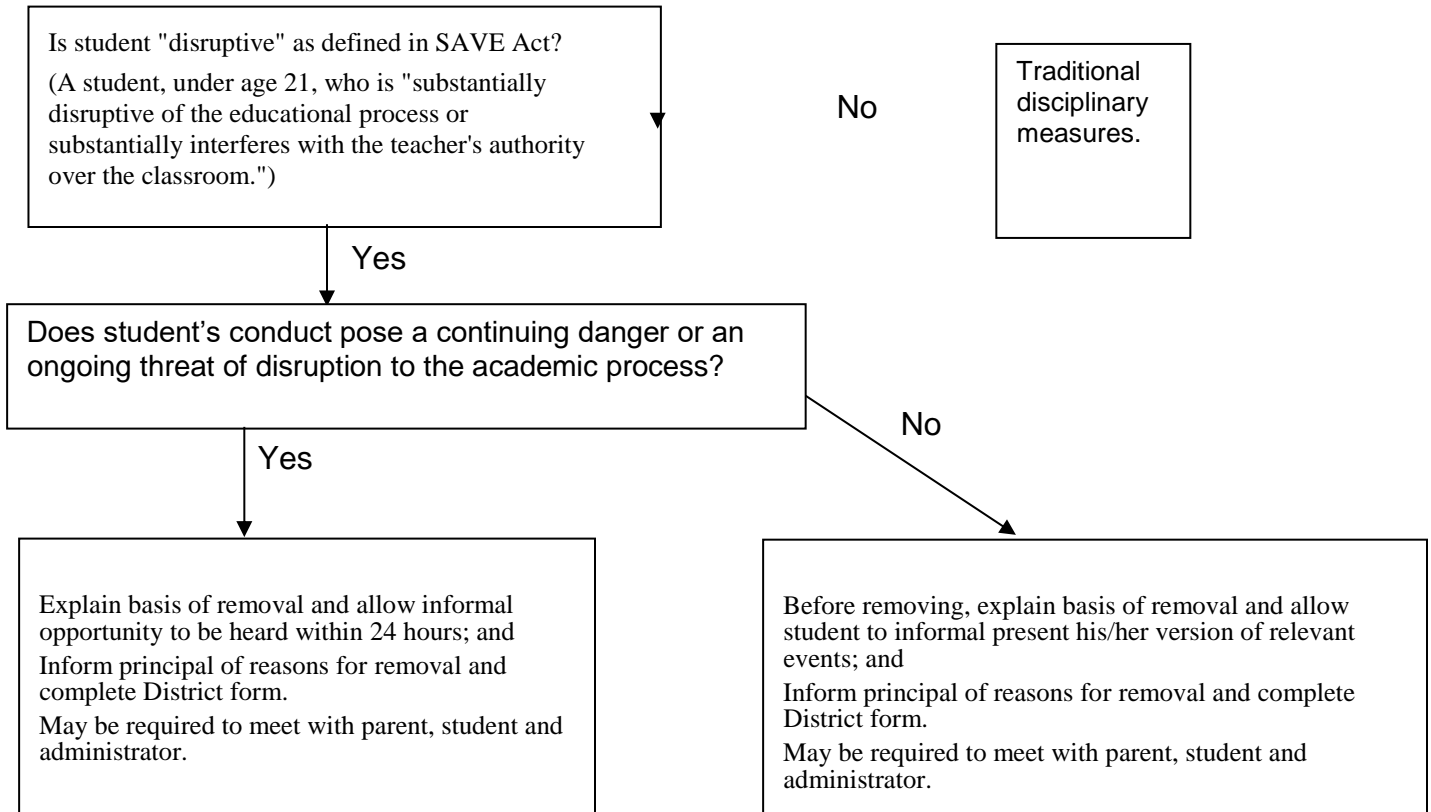 Is student "disruptive" as defined in SAVE Act?
(A student, under age 21, who is "substantially
disruptive of the educational process or
substantially interferes with the teacher's authority
over the classroom.")
No
Traditional
disciplinary
measures.
Yes
Does student’s conduct pose a continuing danger or an
ongoing threat of disruption to the academic process?
No
Yes
Explain basis of removal and allow informal
opportunity to be heard within 24 hours; and
Inform principal of reasons for removal and
complete District form.
May be required to meet with parent, student and
administrator.
Before removing, explain basis of removal and allow
student to informal present his/her version of relevant
events; and
Inform principal of reasons for removal and complete
District form.
May be required to meet with parent, student and
administrator.